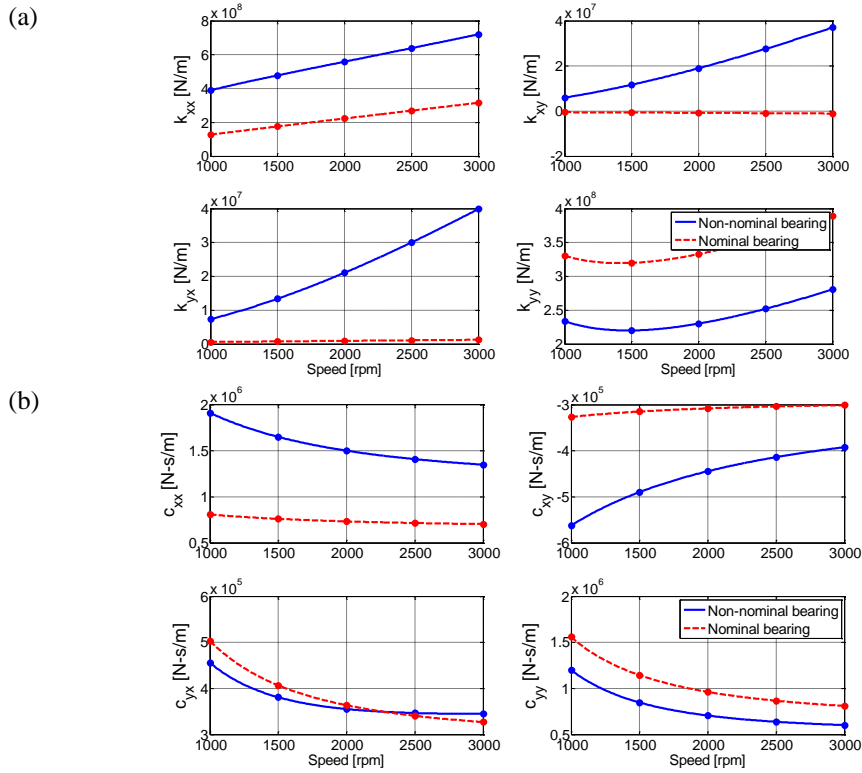 (a)
x 10^8
8
6
4
2
0
k_xx [N/m]
1000 1500 2000 2500 3000
x 10^7
4
2
0
-2
k_xy [N/m]
1000 1500 2000 2500 3000
x 10^7
4
3
2
1
0
k_yx [N/m]
1000 1500 2000 2500 3000
Speed [rpm]
x 10^8
4
3.5
3
2.5
2
k_yy [N/m]
Non-nominal bearing
Nominal bearing
1000 1500 2000 2500 3000
Speed [rpm]
(b)
x 10^6
2
1.5
1
0.5
c_xx [N-s/m]
1000 1500 2000 2500 3000
x 10^5
-3
-4
-5
-6
c_xy [N-s/m]
1000 1500 2000 2500 3000
x 10^5
6
5
4
3
c_yx [N-s/m]
1000 1500 2000 2500 3000
Speed [rpm]
x 10^6
2
1.5
1
0.5
c_yy [N-s/m]
Non-nominal bearing
Nominal bearing
1000 1500 2000 2500 3000
Speed [rpm]